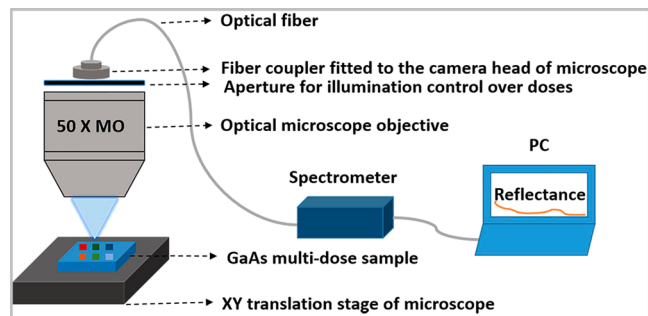 Optical fiber
Fiber coupler fitted to the camera head of microscope
Aperture for illumination control over doses
50 X MO
Optical microscope objective
PC
Spectrometer
Reflectance
GaAs multi-dose sample
XY translation stage of microscope